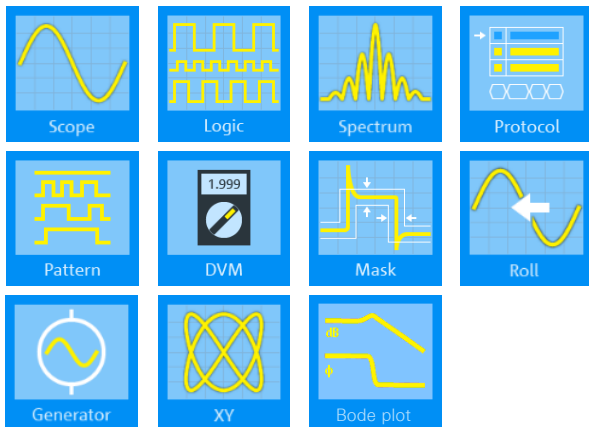 Scope
Logic
Spectrum
Protocol
Pattern
1.999
DVM
Mask
Roll
Generator
XY
dB
ϕ
Bode plot